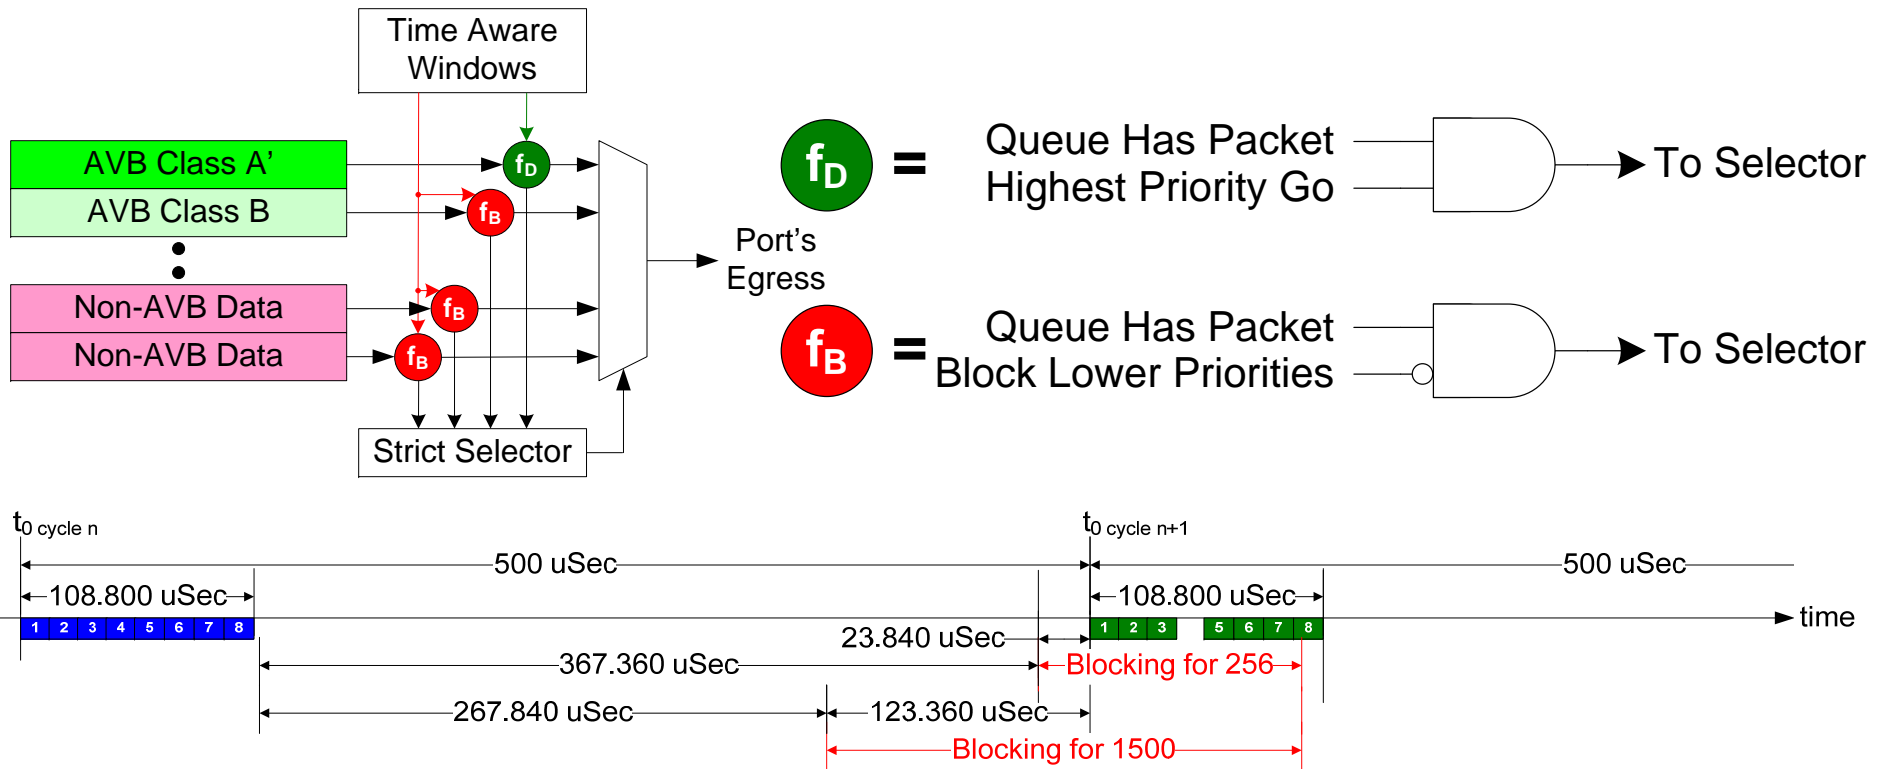 Time Aware
Windows
AVB Class A’
AVB Class B
Non-AVB Data
Non-AVB Data
fD
fB
fB
fB
Strict Selector
Port’s
Egress
fD = Queue Has Packet
Highest Priority Go
To Selector
fB = Queue Has Packet
Block Lower Priorities
To Selector
t0 cycle n
t0 cycle n+1
500 uSec
500 uSec
108.800 uSec
108.800 uSec
1 2 3 4 5 6 7 8
1 2 3 5 6 7 8
time
23.840 uSec
367.360 uSec
Blocking for 256
267.840 uSec
123.360 uSec
Blocking for 1500